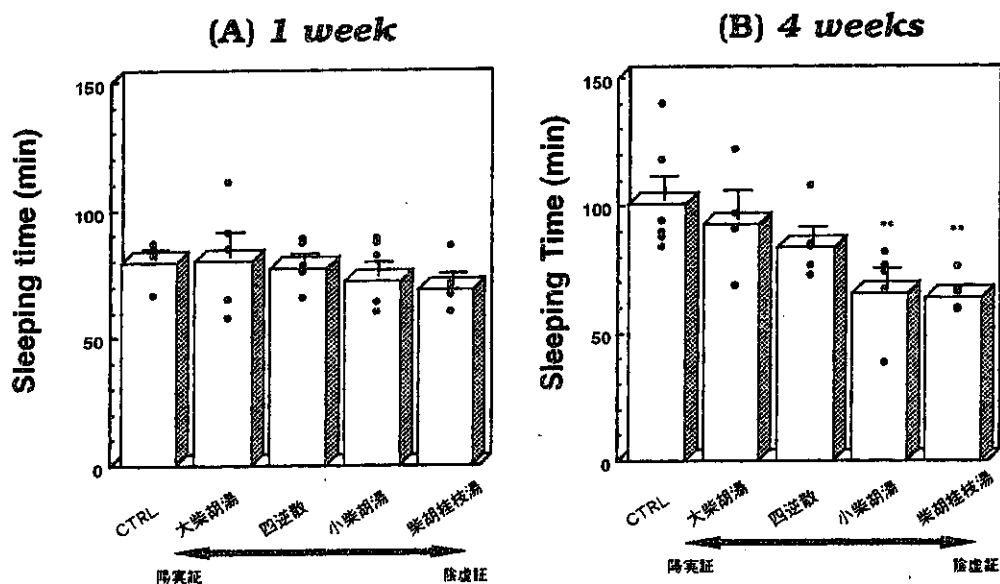 (A) 1 week
Sleeping time (min)
150
100
50
0
CTRL
大柴胡湯
四逆散
小柴胡湯
柴胡桂枝湯
陽実証
陰虚証
(B) 4 weeks
Sleeping Time (min)
150
100
50
0
**
**
CTRL
大柴胡湯
四逆散
小柴胡湯
柴胡桂枝湯
陽実証
陰虚証